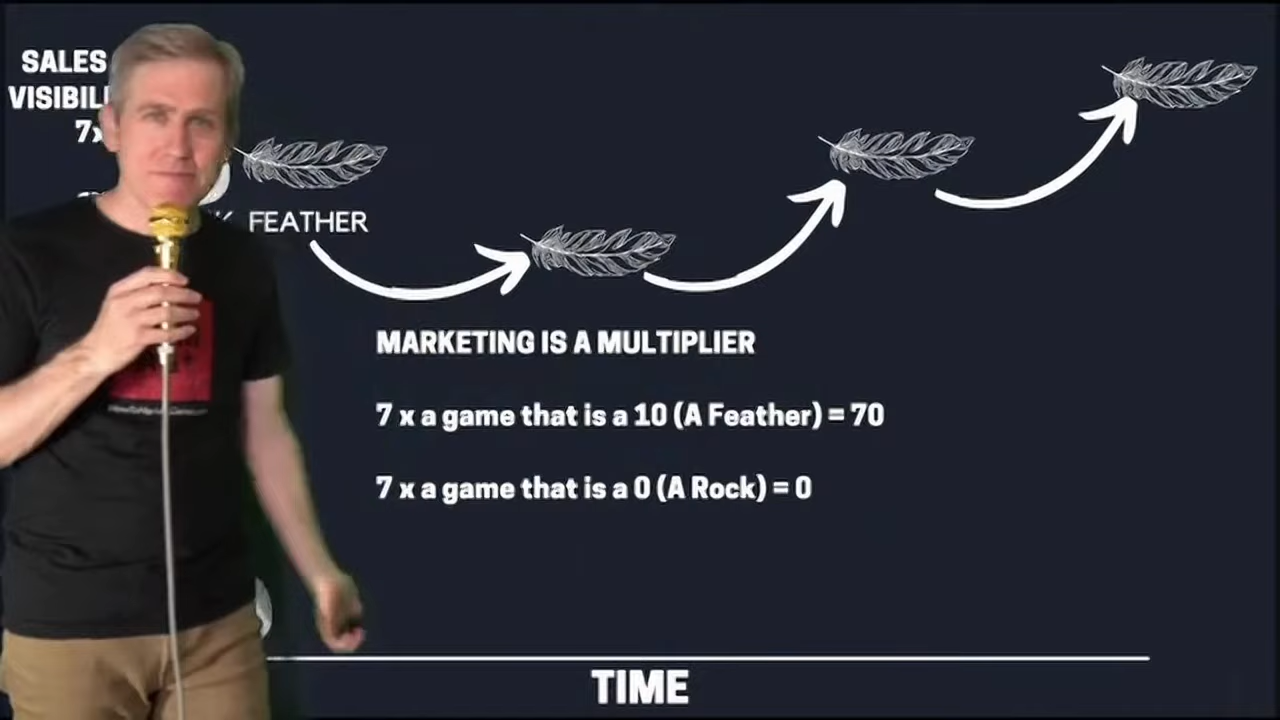 SALES
7x
FEATHER
MARKETING IS A MULTIPLIER
7 x a game that is a 10 (A Feather) = 70
7 x a game that is a 0 (A Rock) = 0
TIME